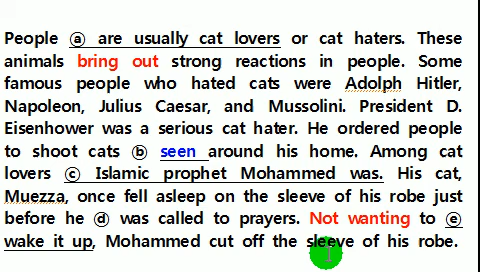 People ⓐ are usually cat lovers or cat haters. These
animals bring out strong reactions in people. Some
famous people who hated cats were Adolph Hitler,
Napoleon, Julius Caesar, and Mussolini. President D.
Eisenhower was a serious cat hater. He ordered people
to shoot cats ⓑ seen around his home. Among cat
lovers ⓒ Islamic prophet Mohammed was. His cat,
Muezza, once fell asleep on the sleeve of his robe just
before he ⓓ was called to prayers. Not wanting to ⓔ
wake it up, Mohammed cut off the sleeve of his robe.